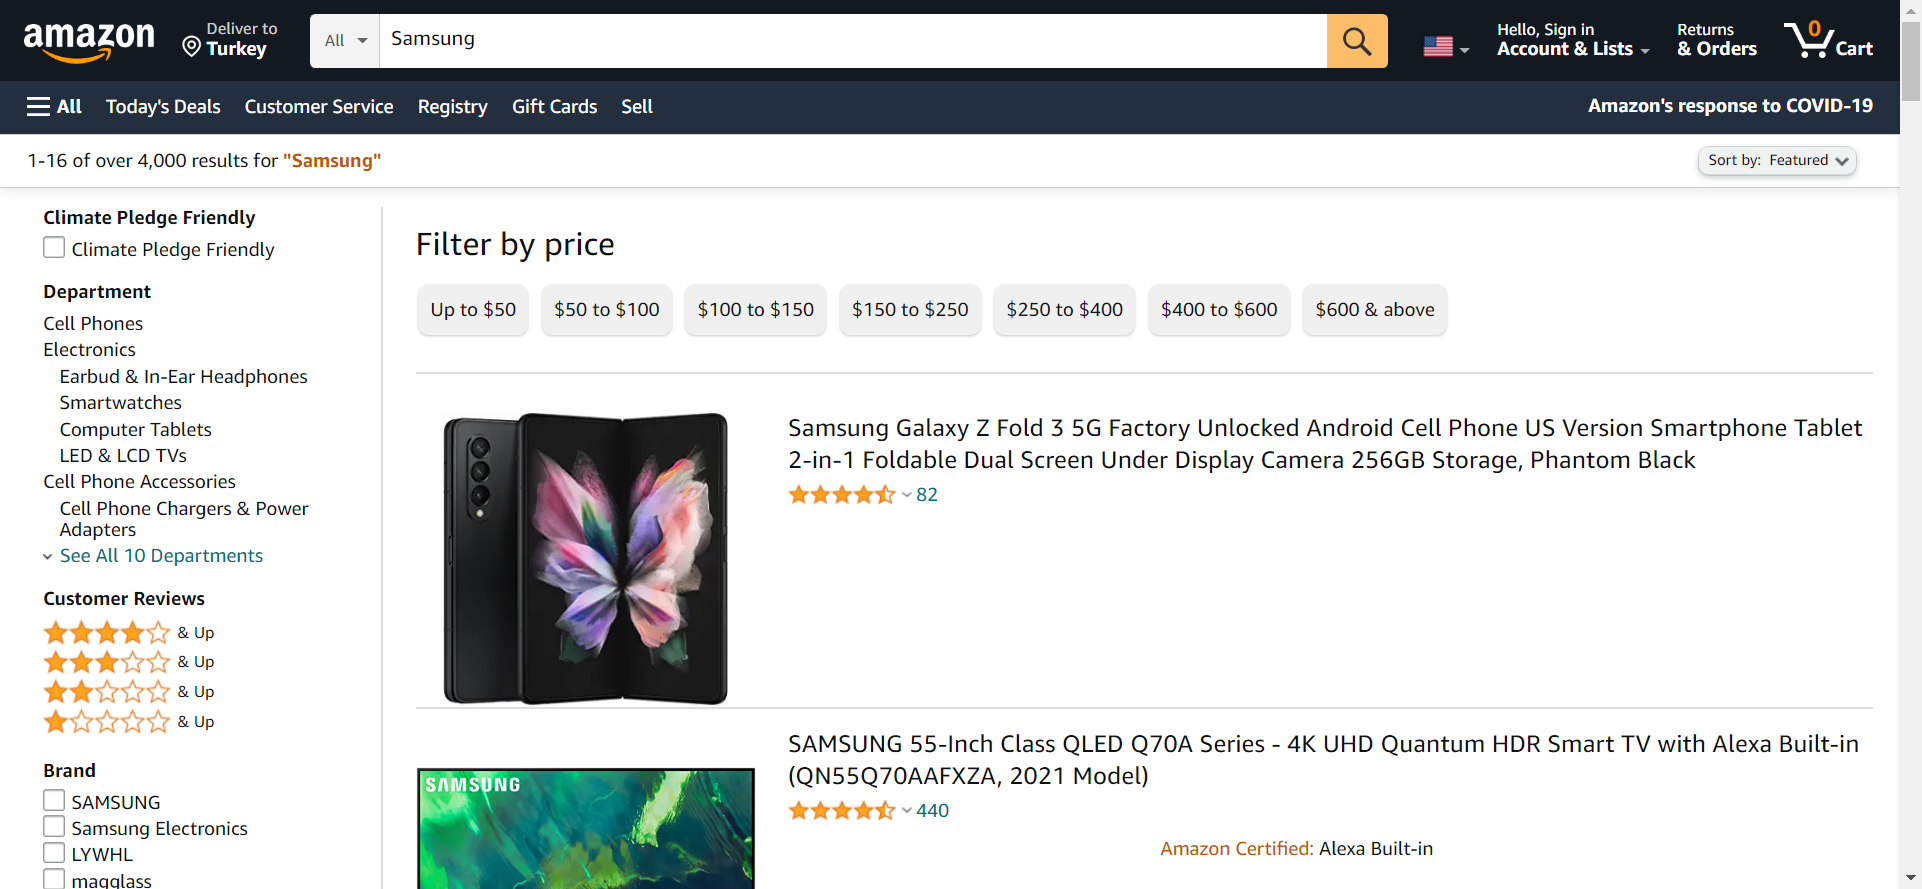 amazon
Deliver to
Turkey
All
Samsung
Hello, Sign in
Account & Lists
Returns
& Orders
0
Cart
All
Today's Deals
Customer Service
Registry
Gift Cards
Sell
Amazon's response to COVID-19
1-16 of over 4,000 results for "Samsung"
Sort by: Featured
Climate Pledge Friendly
Climate Pledge Friendly
Department
Cell Phones
Electronics
Earbud & In-Ear Headphones
Smartwatches
Computer Tablets
LED & LCD TVs
Cell Phone Accessories
Cell Phone Chargers & Power
Adapters
See All 10 Departments
Customer Reviews
& Up
& Up
& Up
& Up
Brand
SAMSUNG
Samsung Electronics
LYWHL
magglass
Filter by price
Up to $50
$50 to $100
$100 to $150
$150 to $250
$250 to $400
$400 to $600
$600 & above
Samsung Galaxy Z Fold 3 5G Factory Unlocked Android Cell Phone US Version Smartphone Tablet
2-in-1 Foldable Dual Screen Under Display Camera 256GB Storage, Phantom Black
82
SAMSUNG
SAMSUNG 55-Inch Class QLED Q70A Series - 4K UHD Quantum HDR Smart TV with Alexa Built-in
(QN55Q70AAFXZA, 2021 Model)
440
Amazon Certified: Alexa Built-in